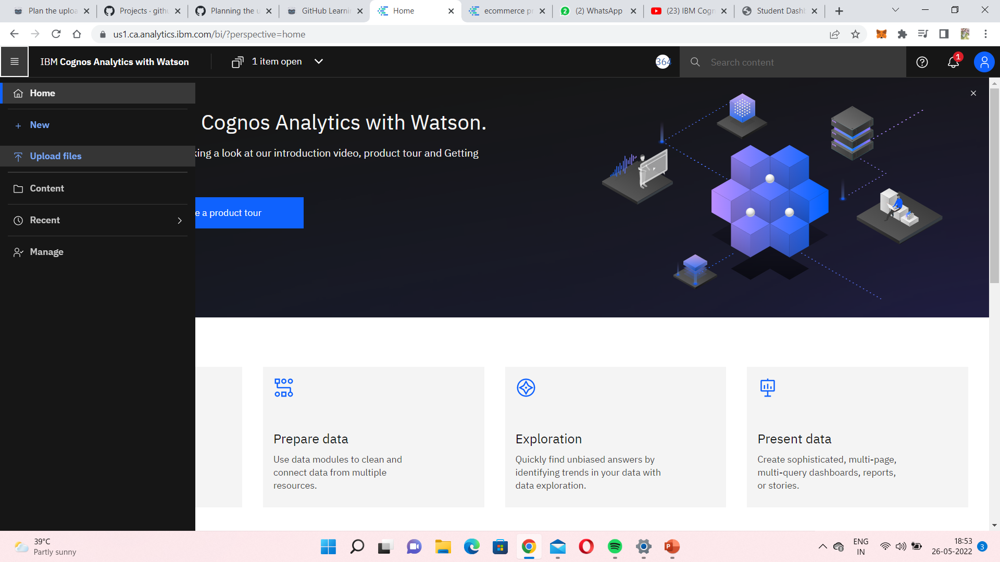 Plan the uploa
Projects · gith
Planning the u
GitHub Learnin
Home
ecommerce pr
(2) WhatsApp
(23) IBM Cogn
Student Dashb
us1.ca.analytics.ibm.com/bi/?perspective=home
IBM Cognos Analytics with Watson
1 item open
364
Search content
1
Home
New
Upload files
Content
Recent
Manage
Cognos Analytics with Watson.
king a look at our introduction video, product tour and Getting
e a product tour
Prepare data
Use data modules to clean and
connect data from multiple
resources.
Exploration
Quickly find unbiased answers by
identifying trends in your data with
data exploration.
Present data
Create sophisticated, multi-page,
multi-query dashboards, reports,
or stories.
39°C
Partly sunny
ENG
IN
18:53
26-05-2022
3